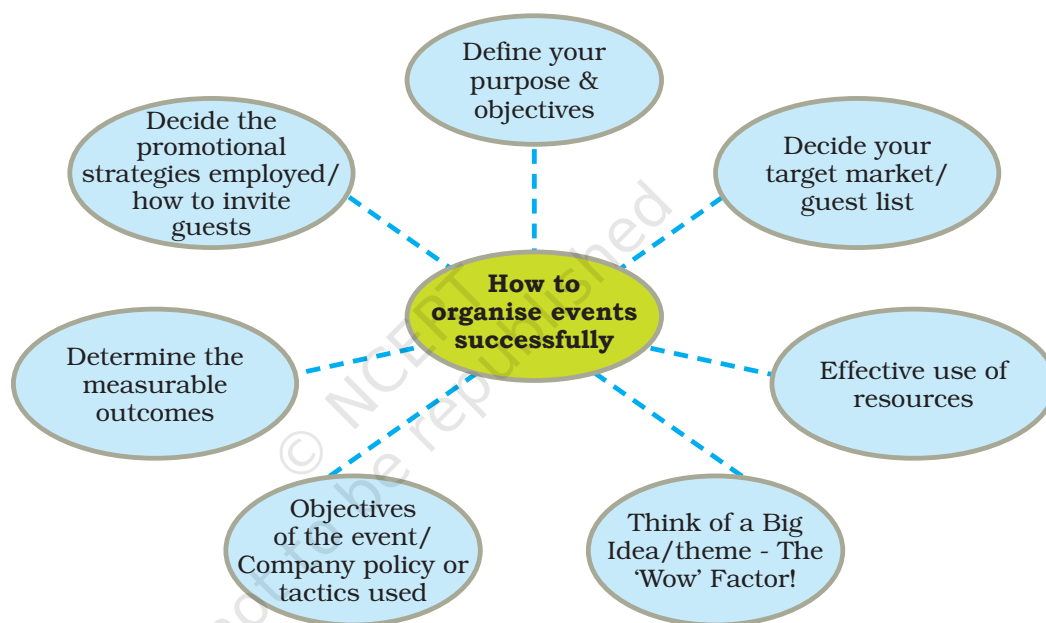 Define your
purpose &
objectives
Decide your
target market/
guest list
Effective use of
resources
Think of a Big
Idea/theme - The
‘Wow’ Factor!
Objectives
of the event/
Company policy or
tactics used
Determine the
measurable
outcomes
Decide the
promotional
strategies employed/
how to invite
guests
How to
organise events
successfully
© NCERT
not to be republished